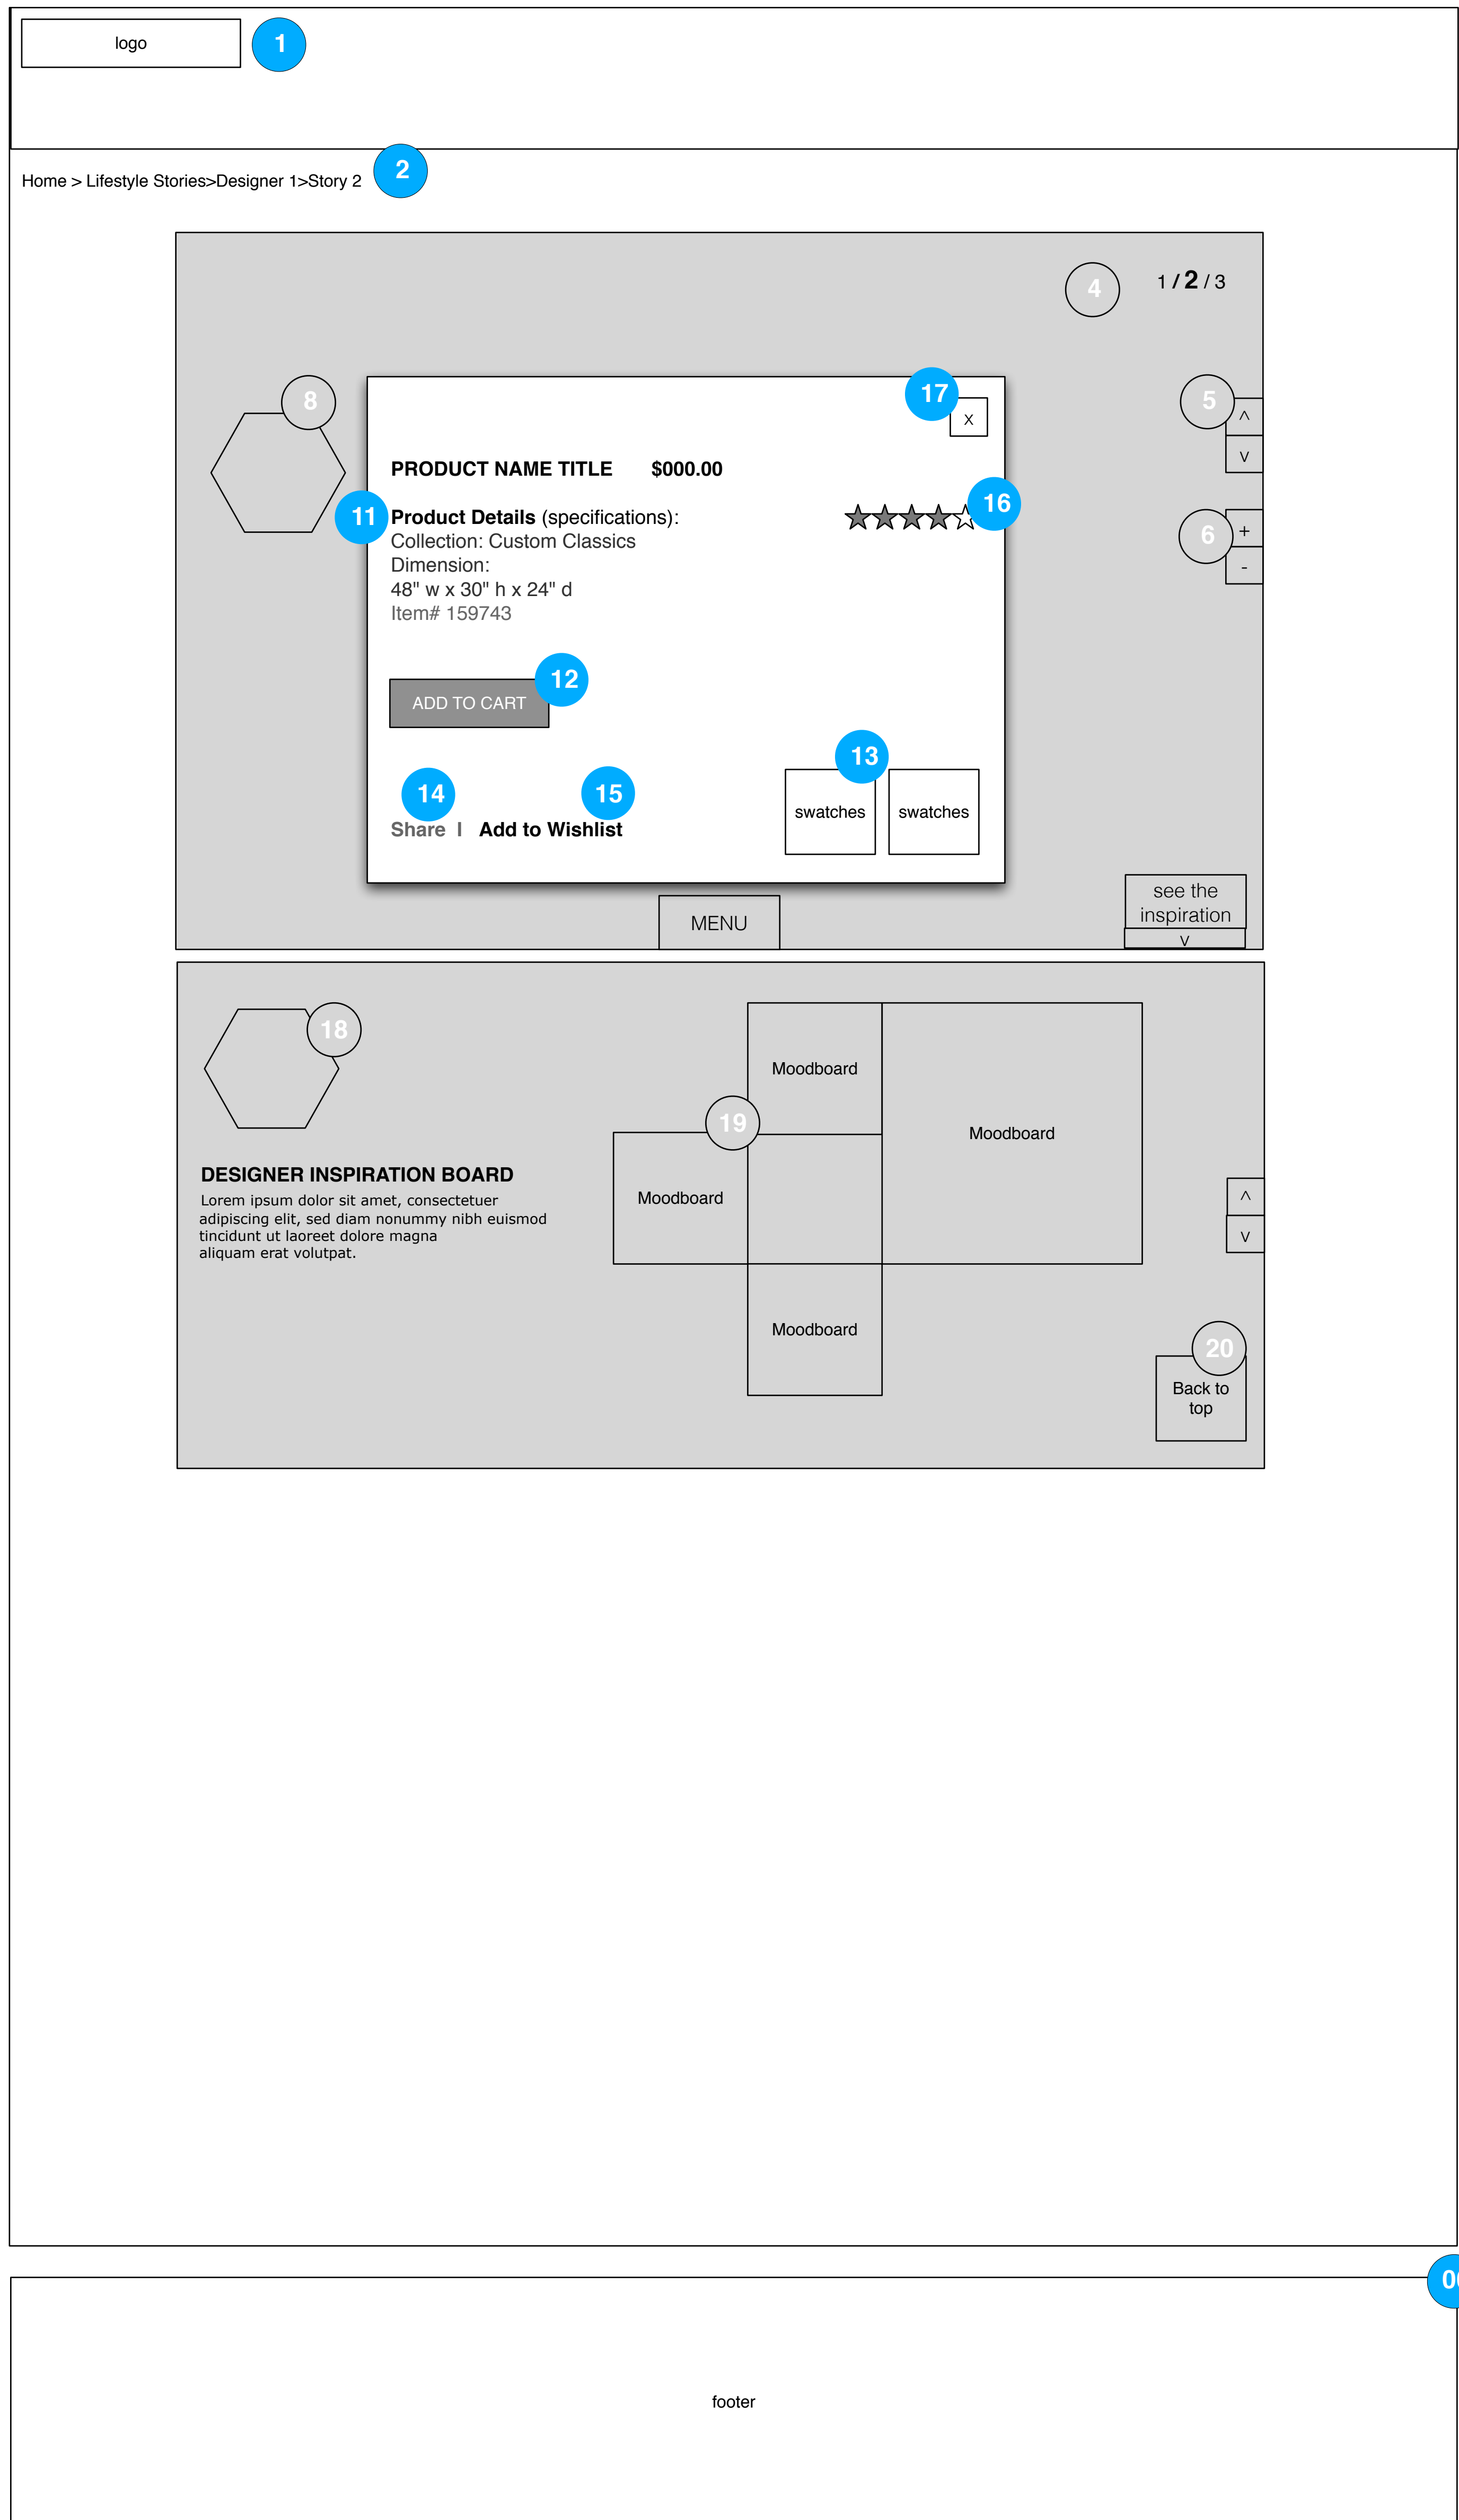 logo
1
2
Home > Lifestyle Stories>Designer 1>Story 2
4
1 / 2 / 3
8
17
X
5
^
v
PRODUCT NAME TITLE $000.00
11
Product Details (specifications):
16
Collection: Custom Classics
Dimension:
48" w x 30" h x 24" d
Item# 159743
6
+
-
12
ADD TO CART
13
14
15
swatches
swatches
Share I Add to Wishlist
MENU
see the
inspiration
v
18
Moodboard
19
Moodboard
Moodboard
DESIGNER INSPIRATION BOARD
Lorem ipsum dolor sit amet, consectetuer
adipiscing elit, sed diam nonummy nibh euismod
tincidunt ut laoreet dolore magna
aliquam erat volutpat.
^
v
Moodboard
20
Back to
top
footer